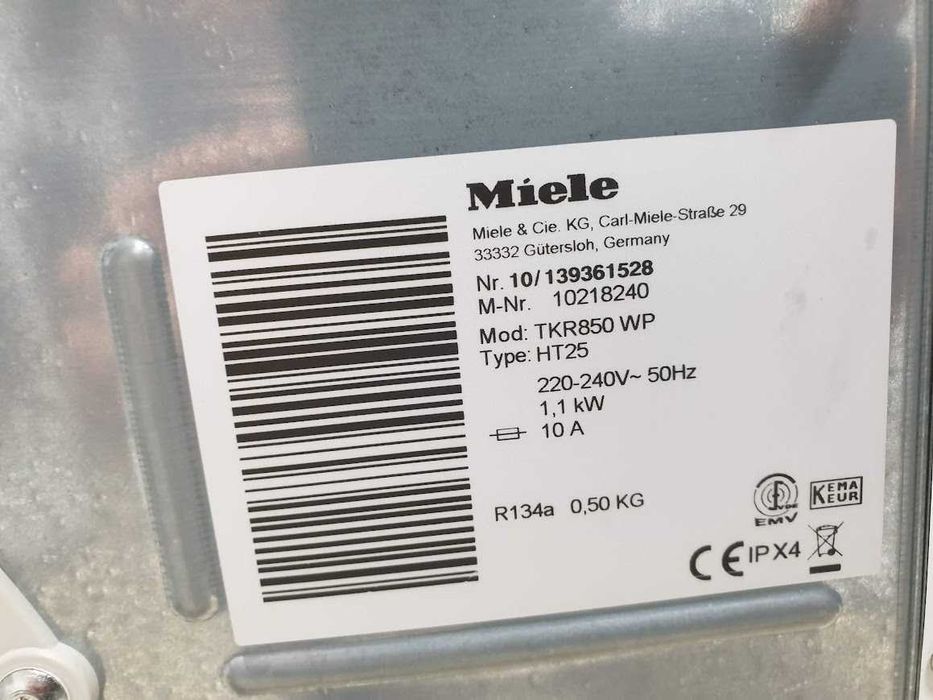 Miele
Miele & Cie. KG, Carl-Miele-Straße 29
33332 Gütersloh, Germany
Nr. 10/139361528
M-Nr. 10218240
Mod: TKR850 WP
Type: HT25
220-240V~ 50Hz
1,1 kW
10 A
R134a 0,50 KG
VDE
EMV
KEMA
KEUR
CE IPX4